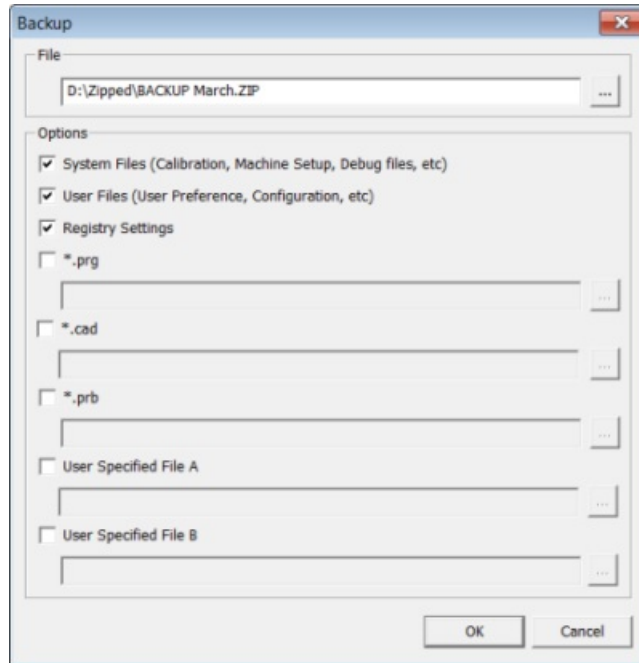 Backup
File
D:\Zipped\BACKUP March.ZIP
...
Options
System Files (Calibration, Machine Setup, Debug files, etc)
User Files (User Preference, Configuration, etc)
Registry Settings
*.prg
...
*.cad
...
*.prb
...
User Specified File A
...
User Specified File B
...
OK Cancel